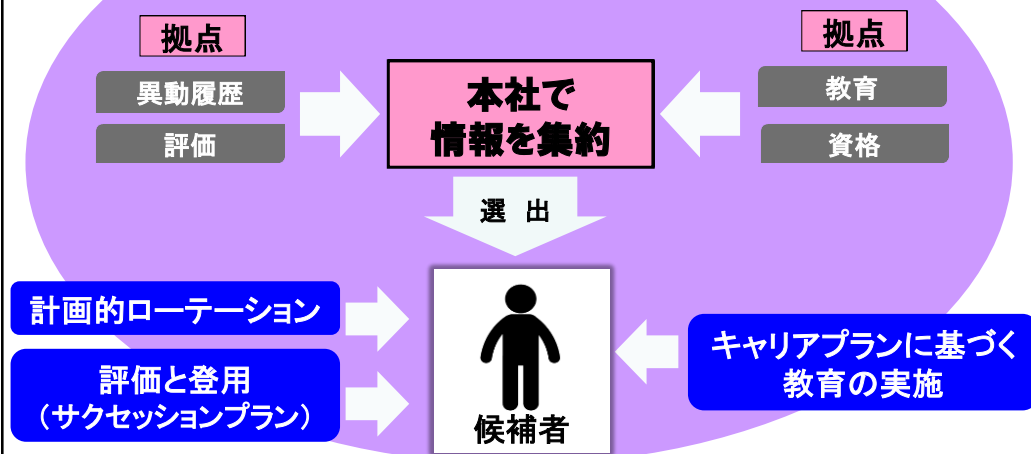 拠点
異動履歴
評価
本社で
情報を集約
拠点
教育
資格
選 出
計画的ローテーション
評価と登用
（サクセッションプラン）
候補者
キャリアプランに基づく
教育の実施